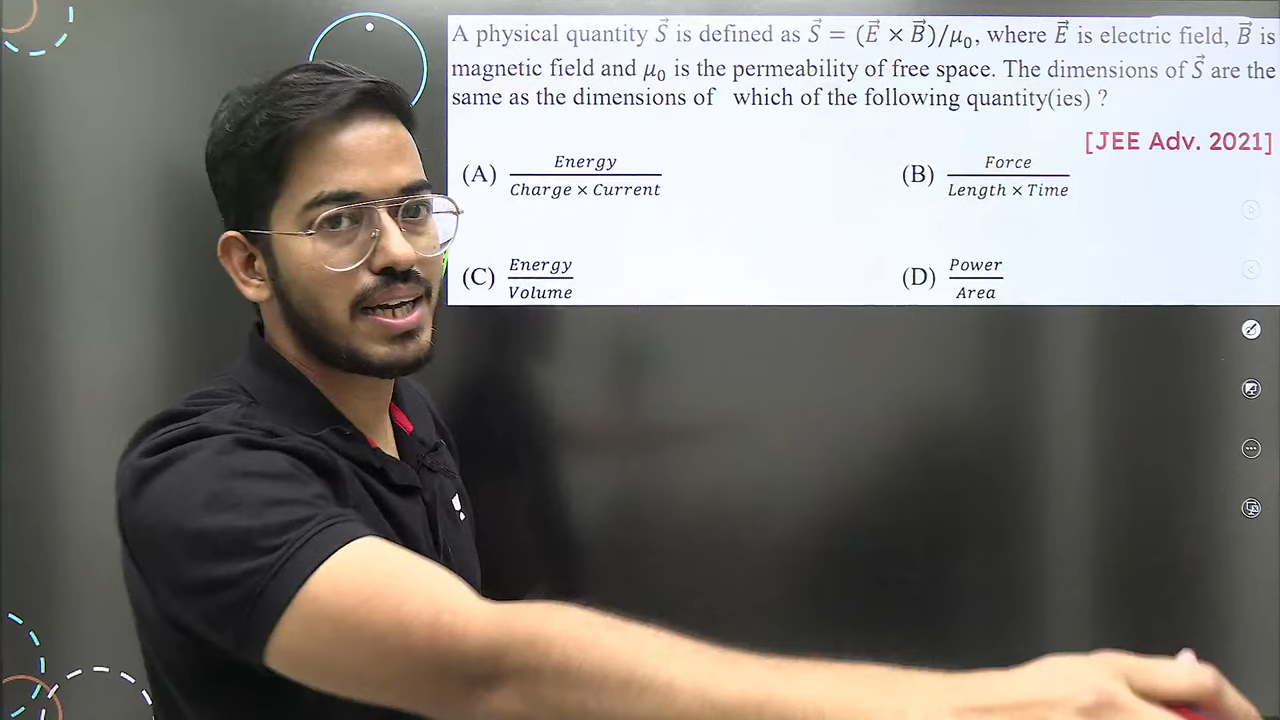 A physical quantity S⃗ is defined as S⃗ = (E⃗ × B⃗)/μ₀, where E⃗ is electric field, B⃗ is
magnetic field and μ₀ is the permeability of free space. The dimensions of S⃗ are the
same as the dimensions of which of the following quantity(ies) ?
[JEE Adv. 2021]
(A) Energy / Charge × Current
(B) Force / Length × Time
(C) Energy / Volume
(D) Power / Area